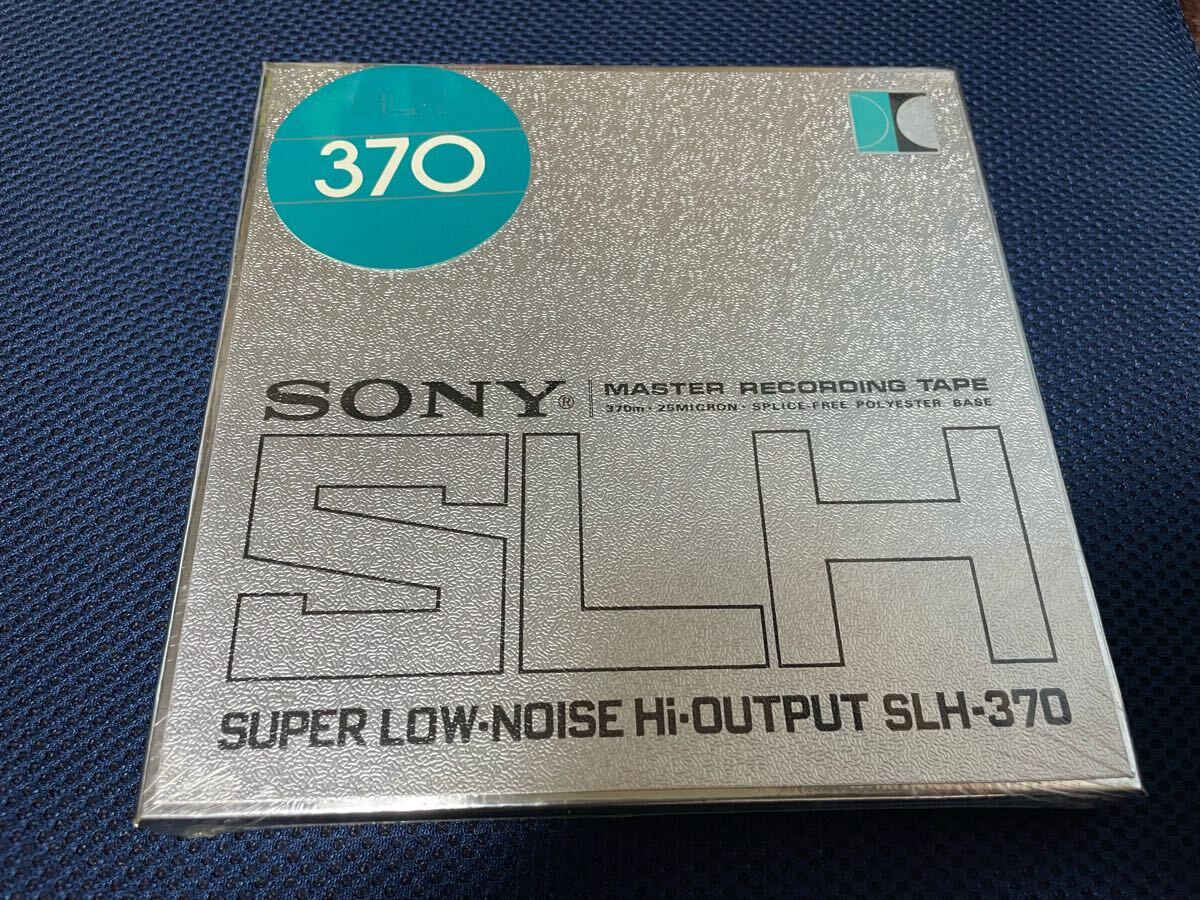 370
SONY®
MASTER RECORDING TAPE
370m · 25MICRON · SPLICE FREE POLYESTER BASE
SLH
SUPER LOW-NOISE Hi-OUTPUT SLH-370